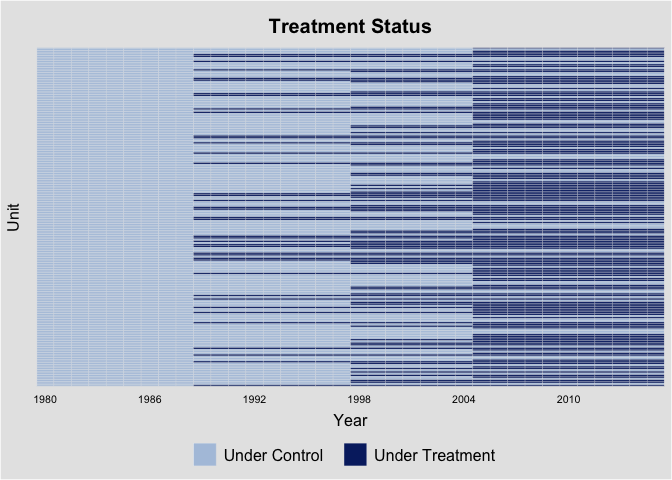 Treatment Status
Unit
1980 1986 1992 1998 2004 2010
Year
Under Control Under Treatment